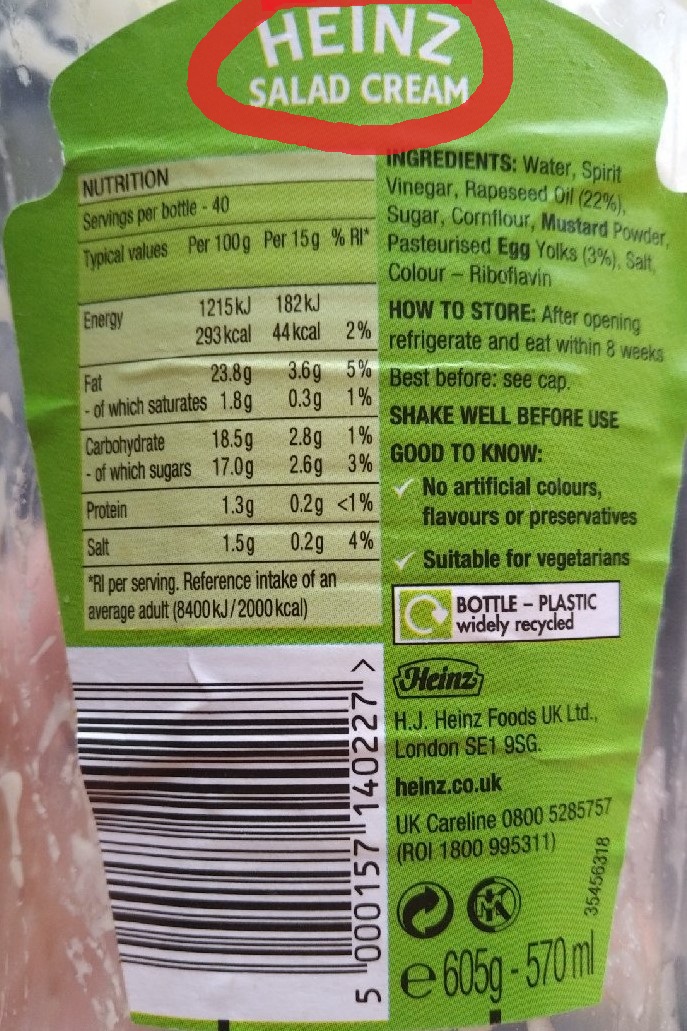 HEINZ
SALAD CREAM
NUTRITION
Servings per bottle - 40
Typical values Per 100g Per 15g % RI*
Energy 1215kJ 182kJ
293kcal 44kcal 2%
Fat 23.8g 3.6g 5%
- of which saturates 1.8g 0.3g 1%
Carbohydrate 18.5g 2.8g 1%
- of which sugars 17.0g 2.6g 3%
Protein 1.3g 0.2g <1%
Salt 1.5g 0.2g 4%
*RI per serving. Reference intake of an
average adult (8400kJ/2000kcal)
INGREDIENTS: Water, Spirit
Vinegar, Rapeseed Oil (22%),
Sugar, Cornflour, Mustard Powder,
Pasteurised Egg Yolks (3%), Salt,
Colour – Riboflavin
HOW TO STORE: After opening
refrigerate and eat within 8 weeks
Best before: see cap.
SHAKE WELL BEFORE USE
GOOD TO KNOW:
✓ No artificial colours,
flavours or preservatives
✓ Suitable for vegetarians
BOTTLE – PLASTIC
widely recycled
Heinz
H.J. Heinz Foods UK Ltd.,
London SE1 9SG.
heinz.co.uk
UK Careline 0800 5285757
(ROI 1800 995311)
35456318
K
e 605g - 570ml
5 000157 140227 >